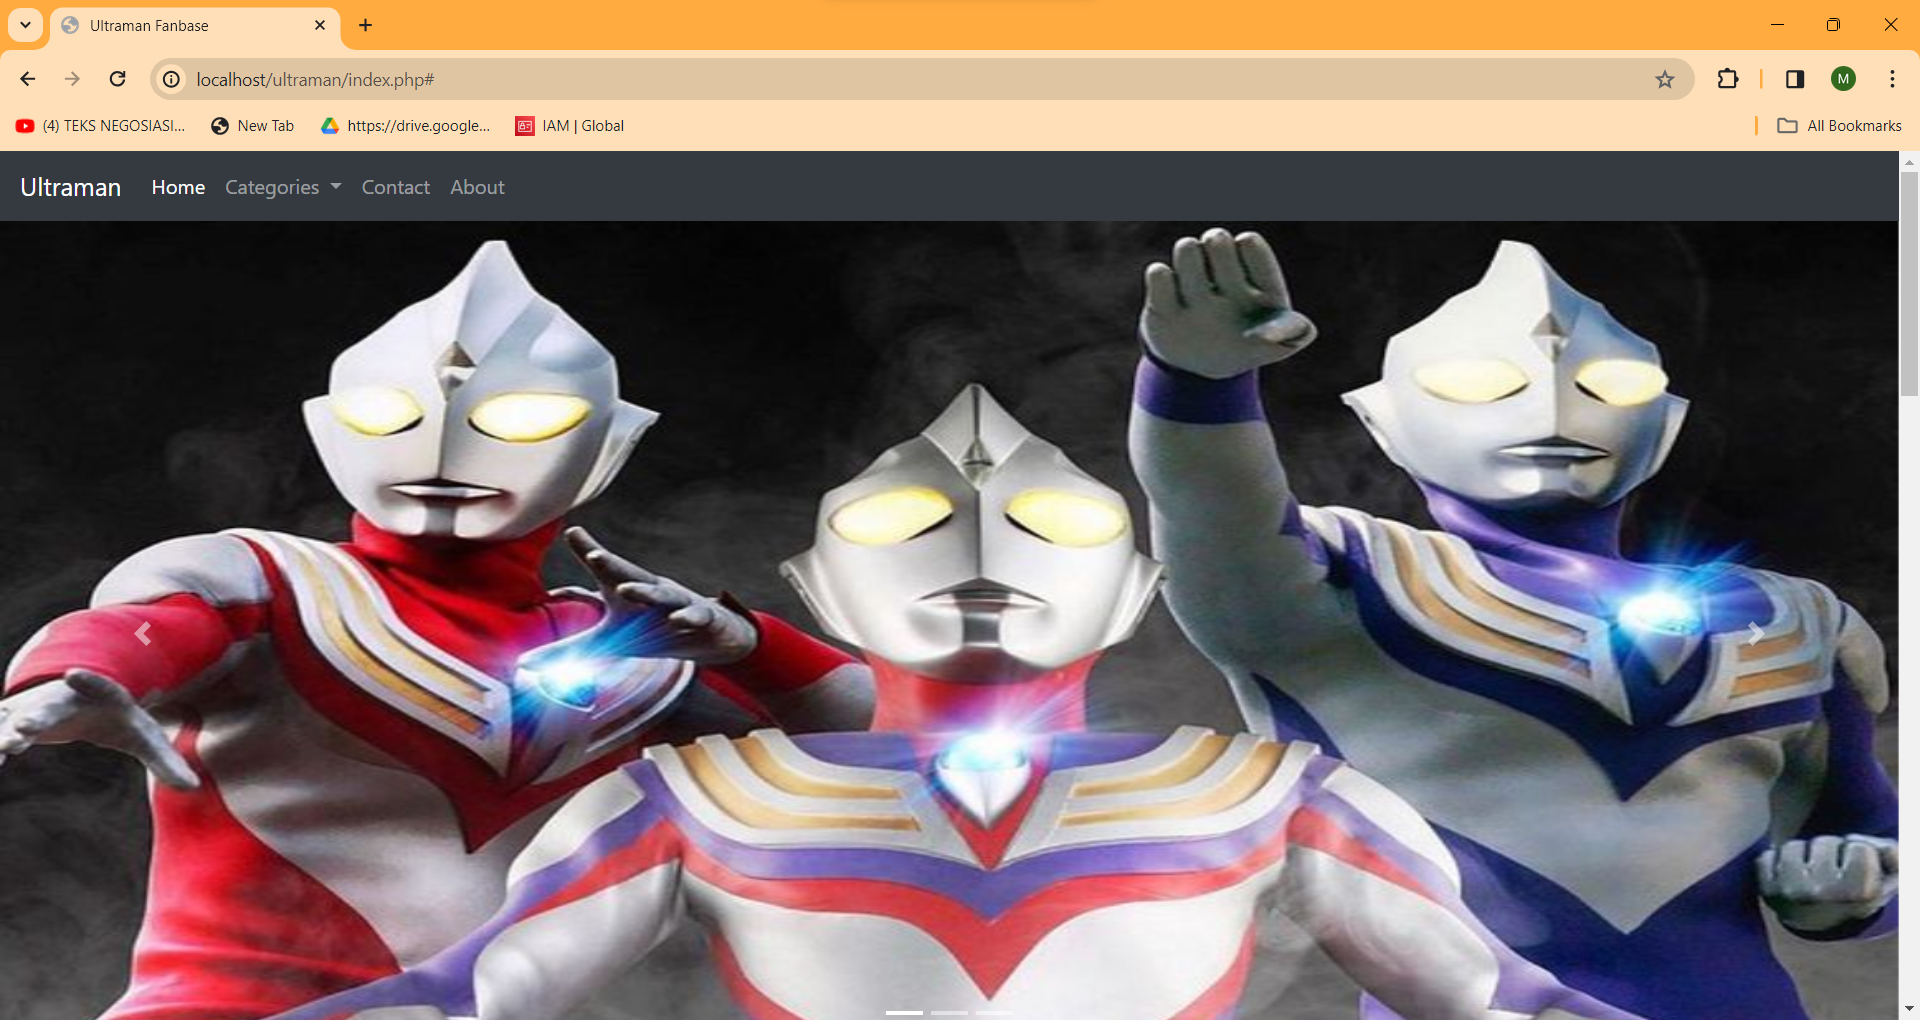 Ultraman Fanbase
localhost/ultraman/index.php#
M
(4) TEKS NEGOSIASI... New Tab https://drive.google... IAM | Global All Bookmarks
Ultraman Home Categories Contact About